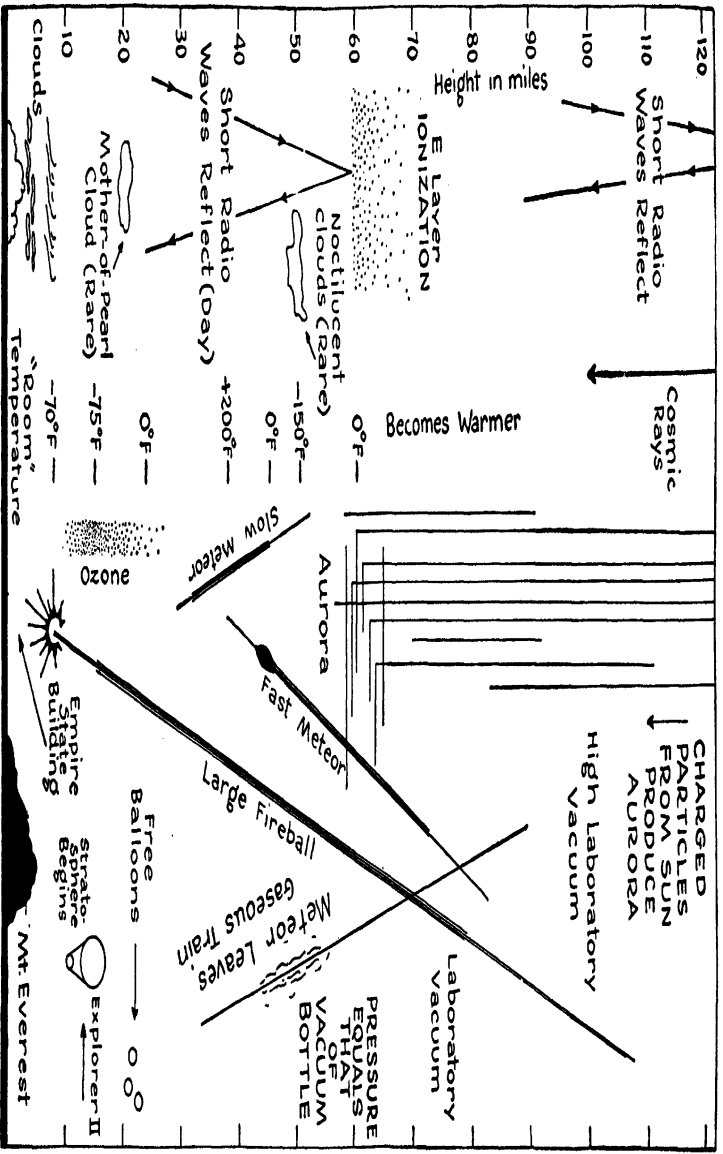 120
110
100
90
80
70
60
50
40
30
20
10
Height in miles
Short Radio
Waves Reflect
Cosmic
Rays
CHARGED
PARTICLES
FROM SUN
PRODUCE
AURORA
High Laboratory
Vacuum
Becomes Warmer
E Layer
IONIZATION
0°F
Aurora
Laboratory
Vacuum
PRESSURE
EQUALS
THAT
OF
VACUUM
BOTTLE
Noctilucent
Clouds (Rare)
-150°F
0°F
+200°F
0°F
-75°F
-70°F
"Room"
Temperature
Short Radio
Waves Reflect (Day)
Slow Meteor
Fast Meteor
Large Fireball
Meteor Leaves
Gaseous Train
Mother-of-Pearl
Cloud (Rare)
Ozone
Free
Balloons
Explorer II
Strato-
sphere
Begins
Clouds
Empire
State
Building
Mt Everest